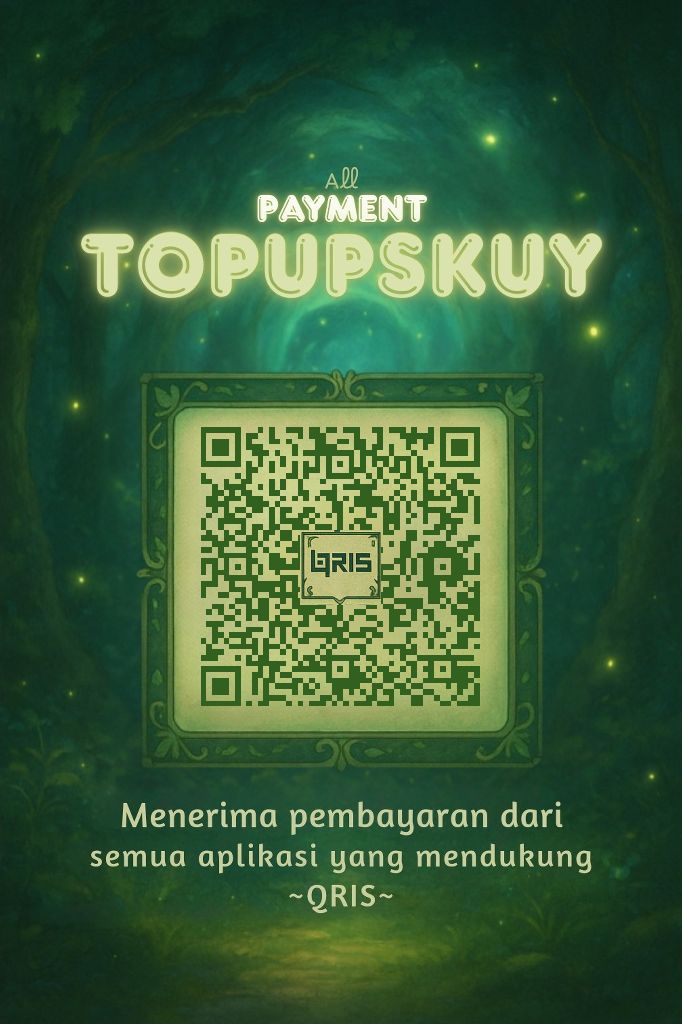 All
PAYMENT
TOPUPSKUY
QRIS
Menerima pembayaran dari
semua aplikasi yang mendukung
~QRIS~